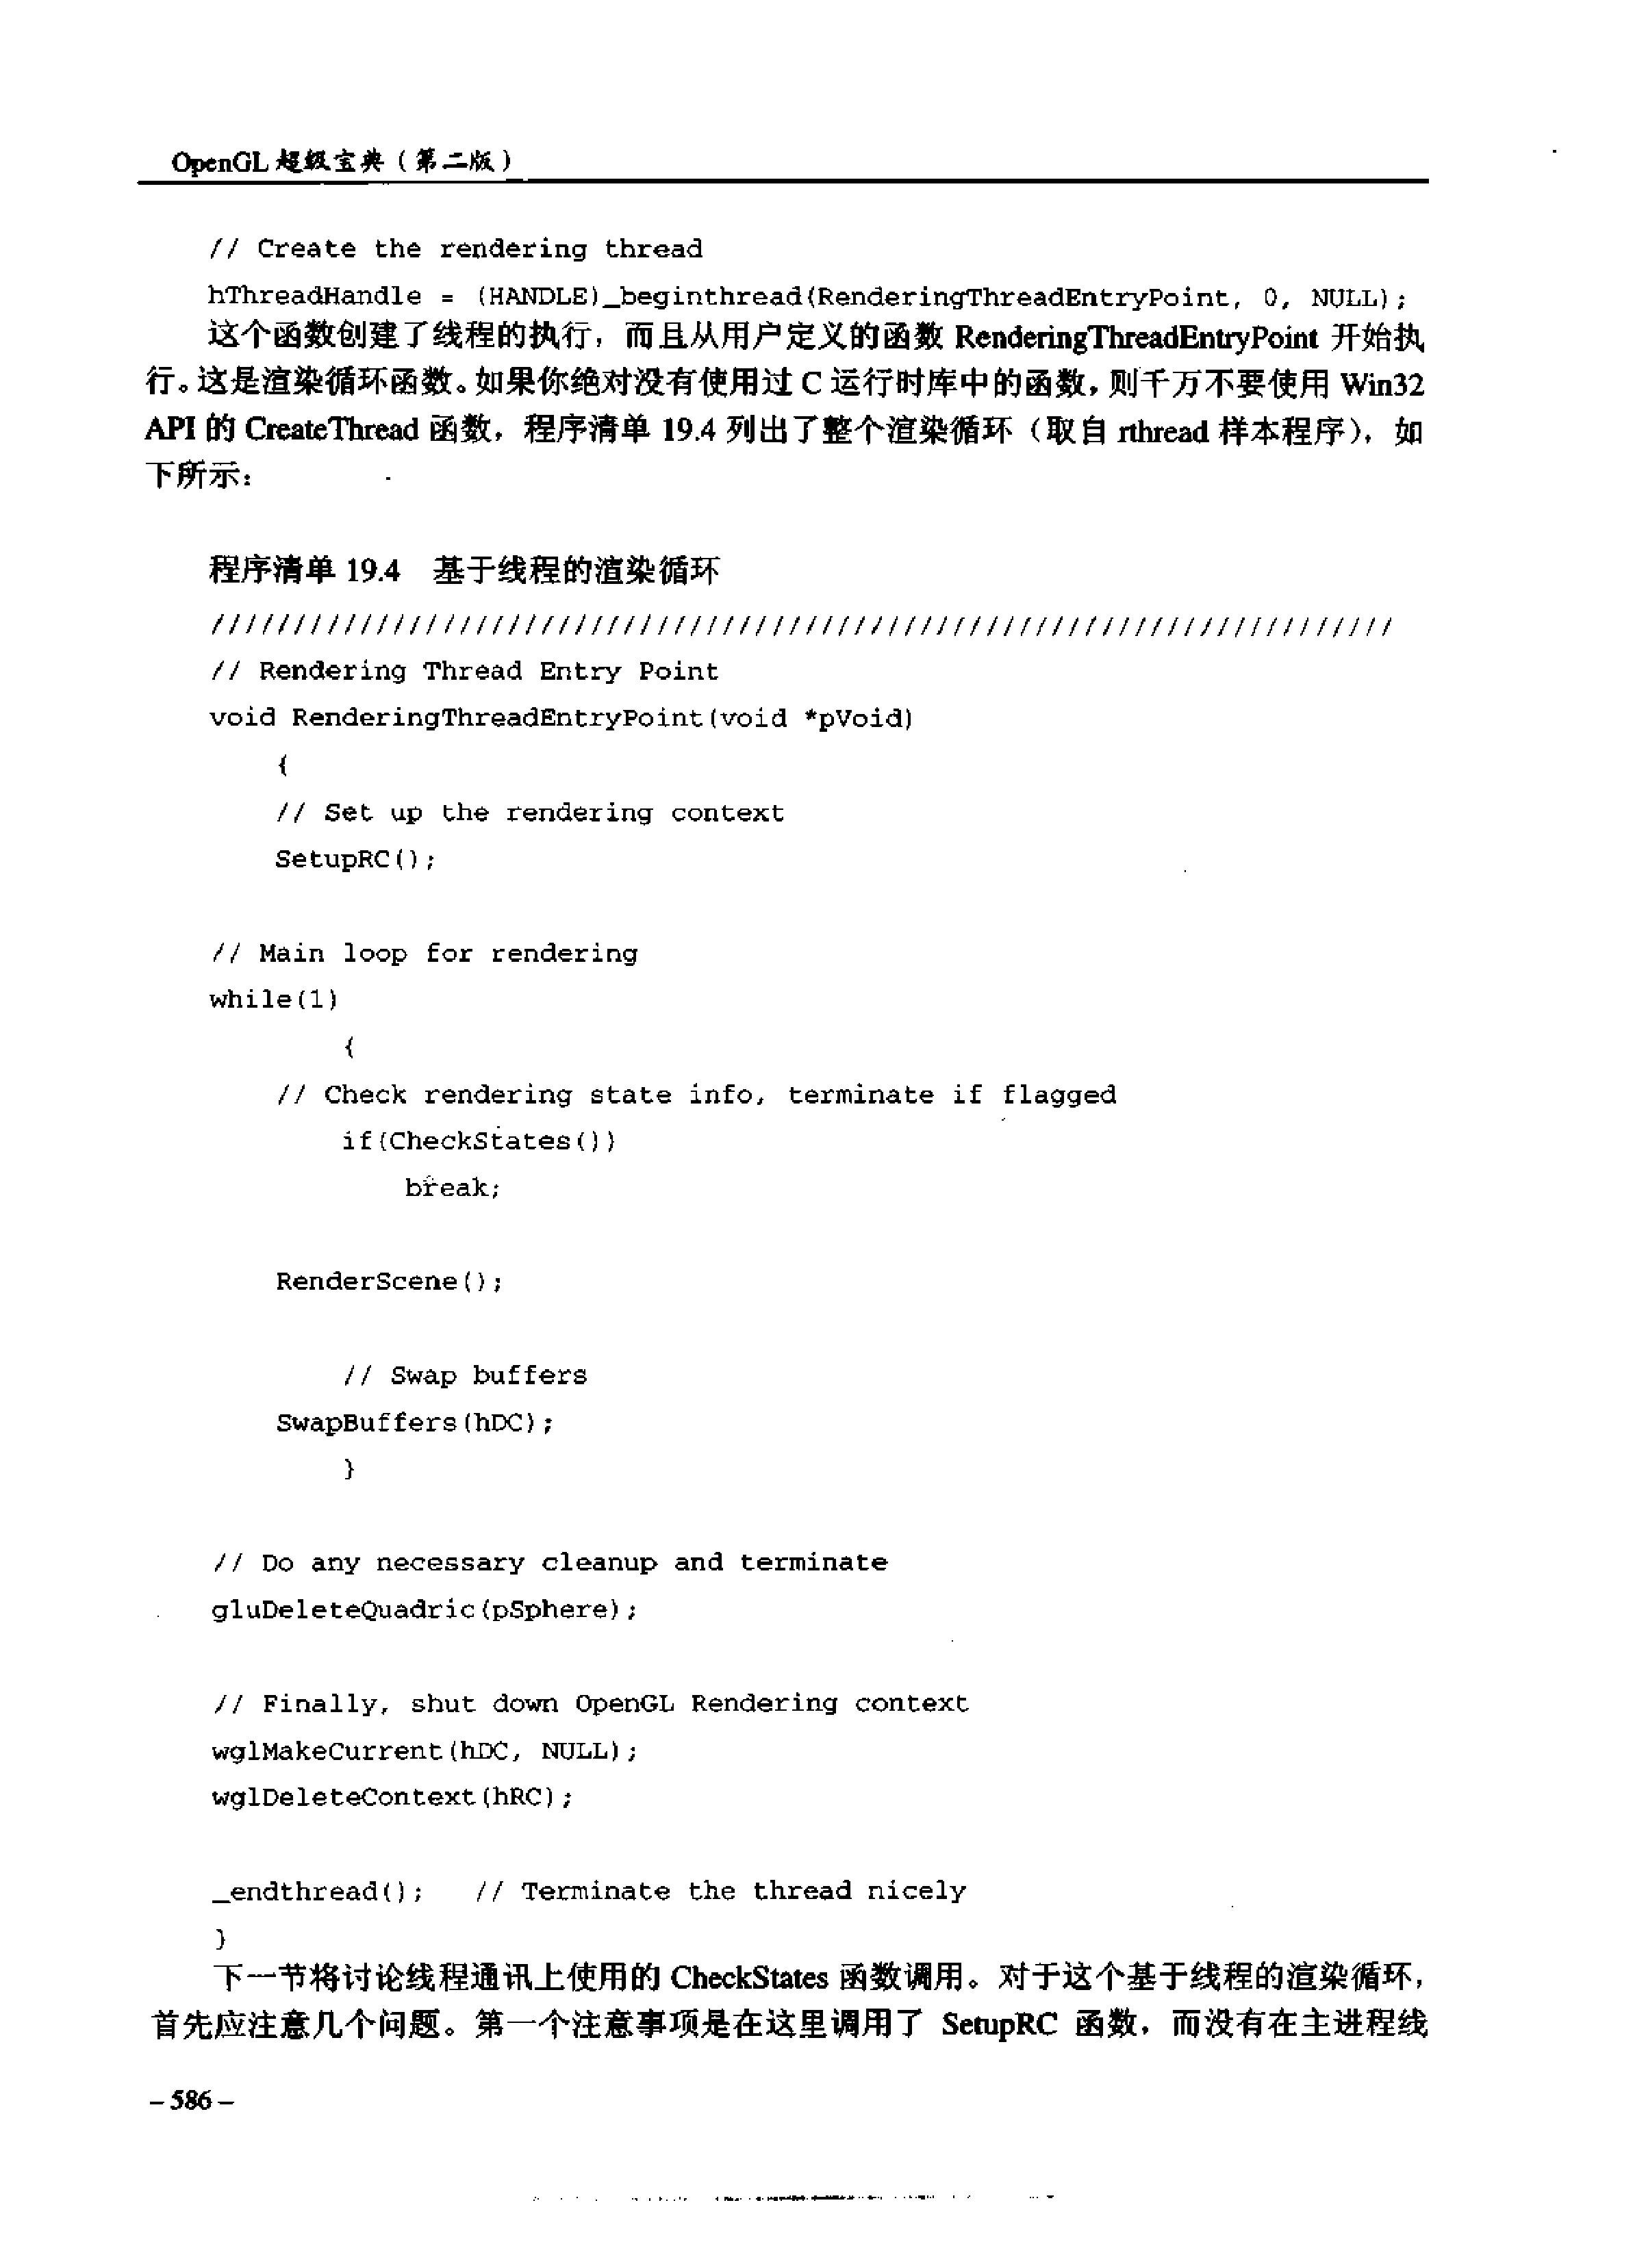 OpenGL 超级宝典（第二版）
// Create the rendering thread
hThreadHandle = (HANDLE)_beginthread(RenderingThreadEntryPoint, 0, NULL);
这个函数创建了线程的执行，而且从用户定义的函数 RenderingThreadEntryPoint 开始执
行。这是渲染循环函数。如果你绝对没有使用过 C 运行时库中的函数，则千万不要使用 Win32
API 的 CreateThread 函数，程序清单 19.4 列出了整个渲染循环（取自 rthread 样本程序），如
下所示：
程序清单 19.4 基于线程的渲染循环
////////////////////////////////////////////////////////////////////////
// Rendering Thread Entry Point
void RenderingThreadEntryPoint(void *pVoid)
{
// Set up the rendering context
SetupRC();
// Main loop for rendering
while(1)
{
// Check rendering state info, terminate if flagged
if(CheckStates())
break;
RenderScene();
// Swap buffers
SwapBuffers(hDC);
}
// Do any necessary cleanup and terminate
gluDeleteQuadric(pSphere);
// Finally, shut down OpenGL Rendering context
wglMakeCurrent(hDC, NULL);
wglDeleteContext(hRC);
_endthread(); // Terminate the thread nicely
}
下一节将讨论线程通讯上使用的 CheckStates 函数调用。对于这个基于线程的渲染循环，
首先应注意几个问题。第一个注意事项是在这里调用了 SetupRC 函数，而没有在主进程线
– 586 –